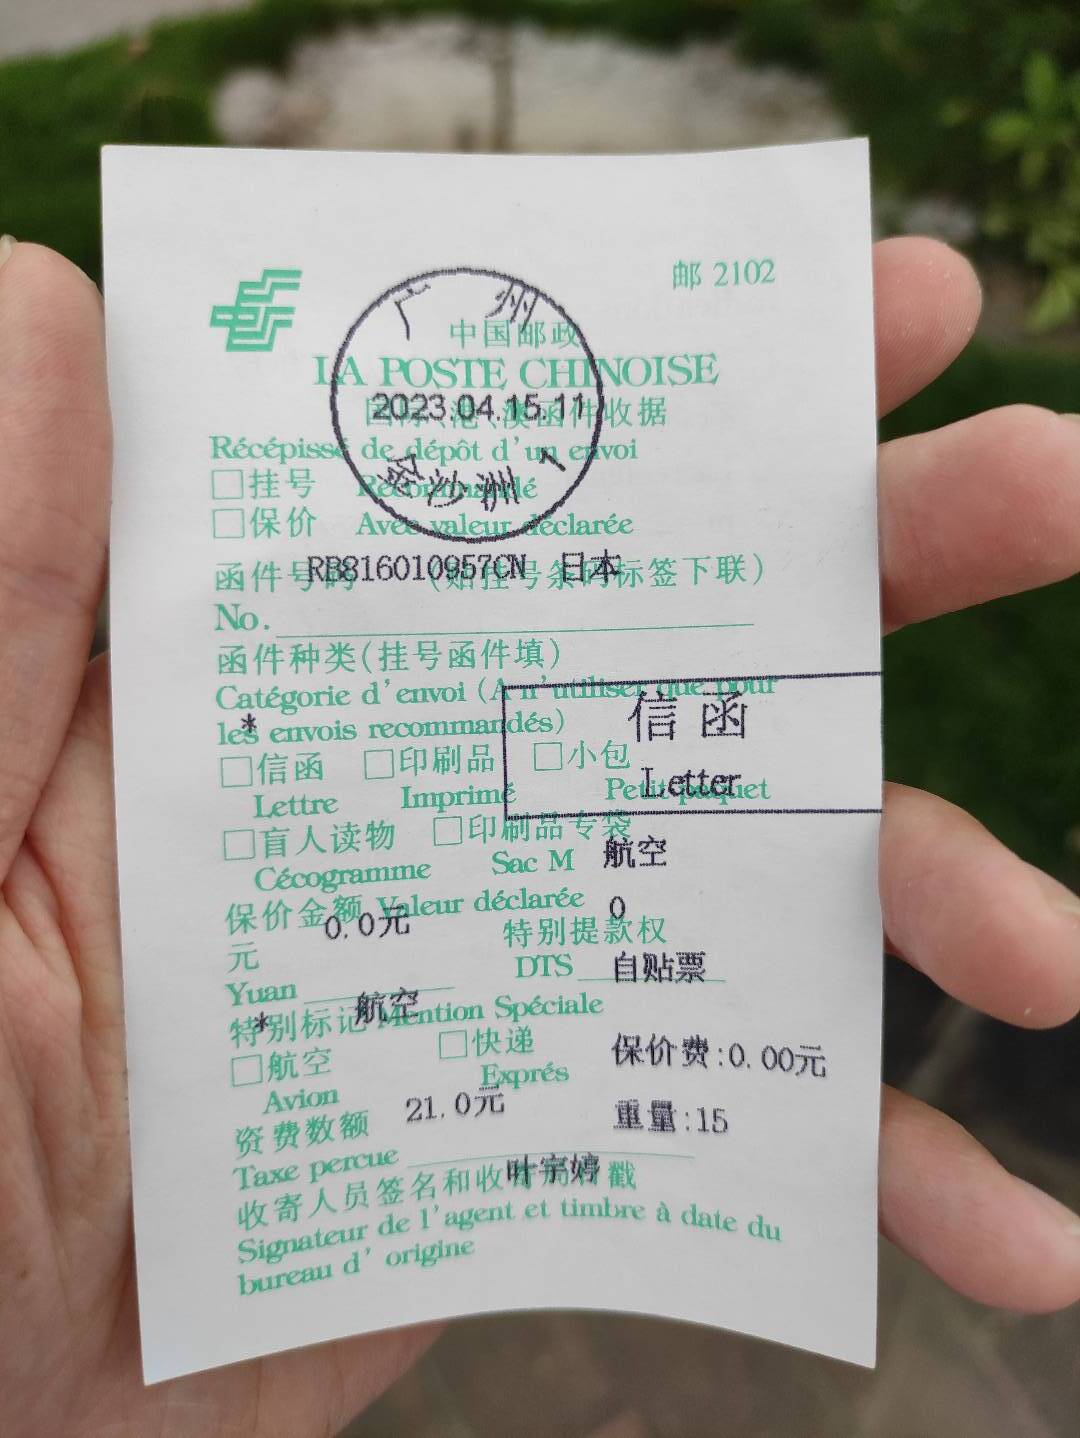 邮 2102
广州
中国邮政
LA POSTE CHINOISE
2023.04.15.11
国际(港)澳函件收据
Récépissé de dépôt d'un envoi
金沙洲 1
□挂号 Recommandé
□保价 Avec valeur déclarée
RB816010957CN 日本
函件号码 (贴挂号条码标签下联)
No.
函件种类(挂号函件填)
Catégorie d'envoi (A n'utiliser que pour
les envois recommandés)
*
信函
Letter
□信函 □印刷品 □小包
Lettre Imprimé Petit paquet
□盲人读物 □印刷品专袋
Cécogramme Sac M
航空
保价金额 Valeur déclarée
0.0元 0
元 特别提款权
Yuan DTS
自贴票
航空
特别标记 Mention Spéciale
*
□航空 □快递
Avion Exprés
保价费:0.00元
21.0元
重量:15
资费数额
Taxe percue
叶宇婷
收寄人员签名和收寄局日戳
Signateur de l'agent et timbre à date du
bureau d' origine